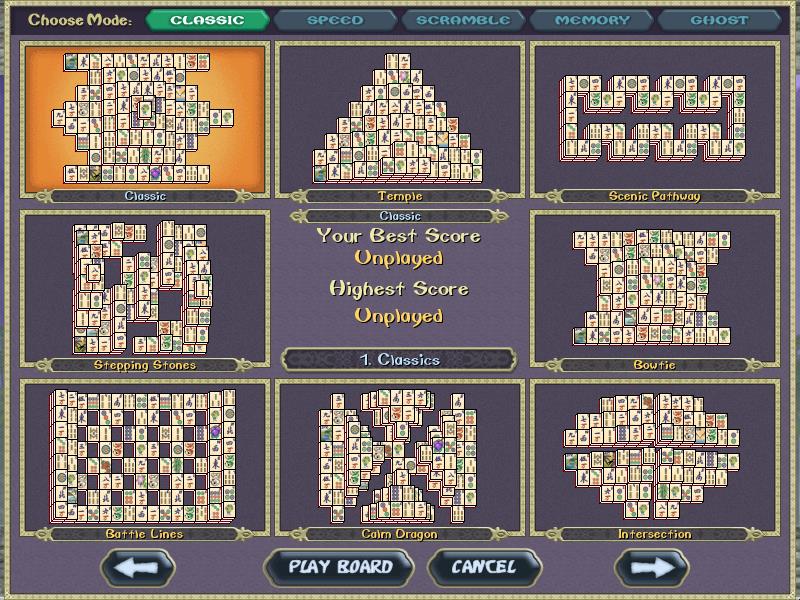 Choose Mode:
CLASSIC
SPEED
SCRAMBLE
MEMORY
GHOST
Classic
Temple
Scenic Pathway
Classic
Your Best Score
Unplayed
Highest Score
Unplayed
1. Classics
Stepping Stones
Bowtie
Battle Lines
Calm Dragon
Intersection
PLAY BOARD
CANCEL